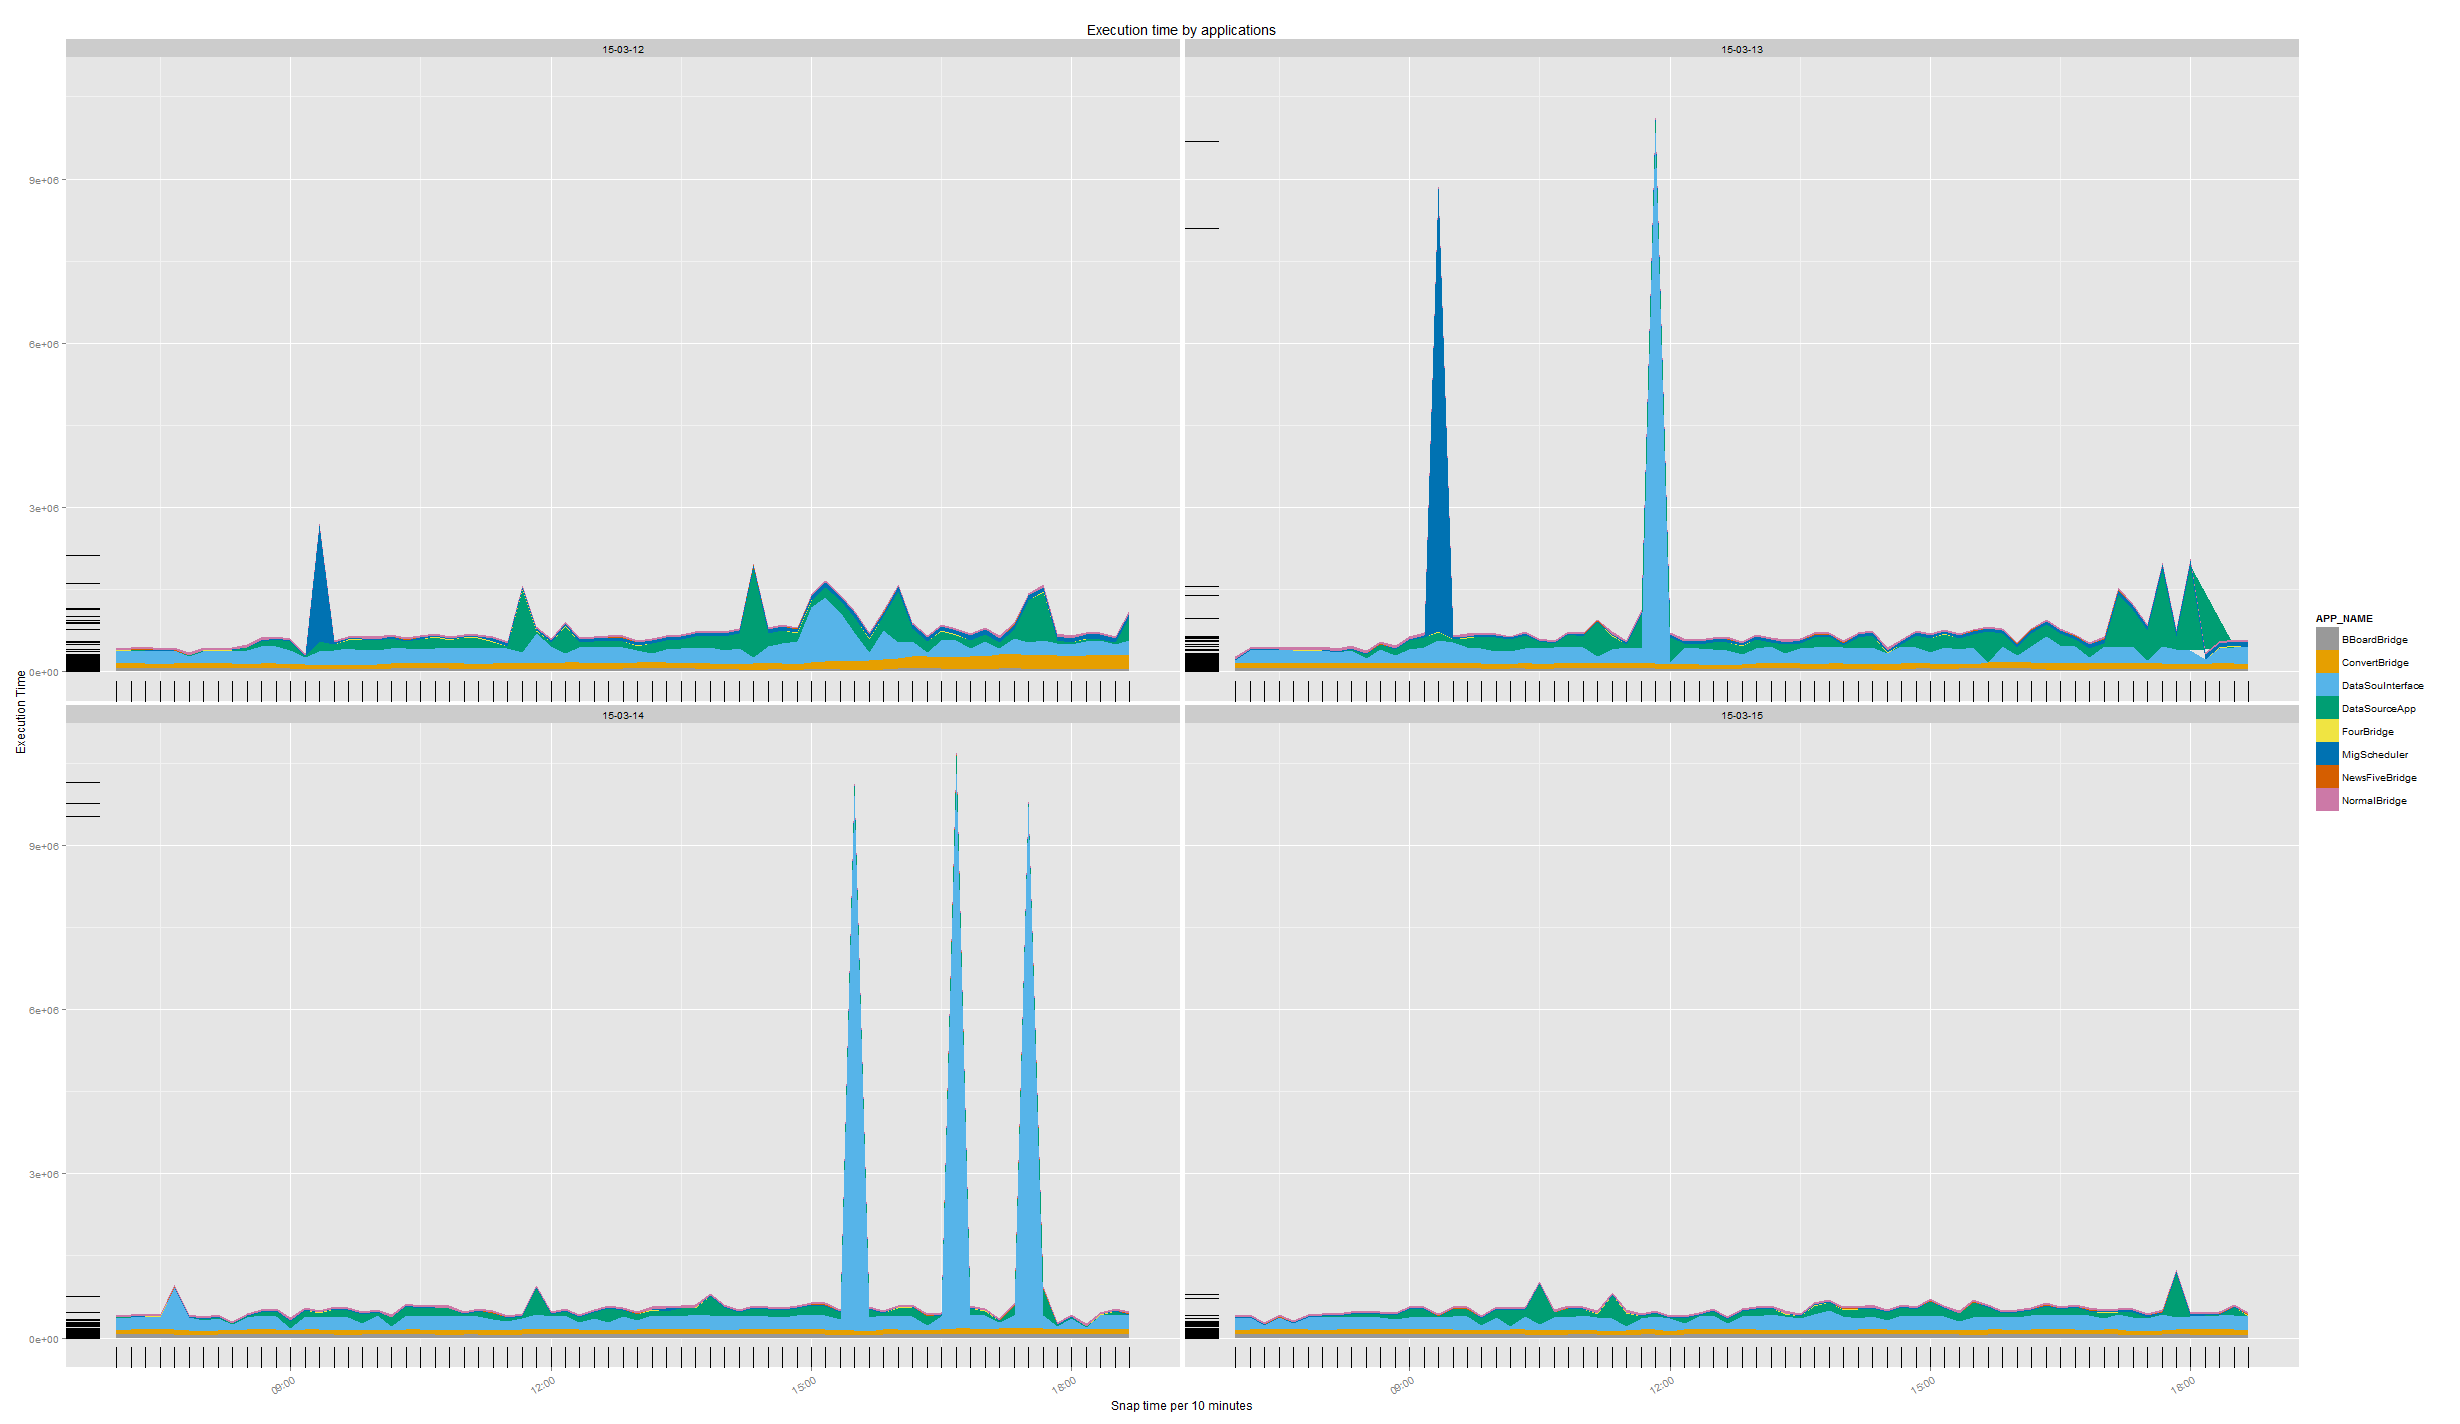 Execution time by applications
15-03-12
15-03-13
9e+06
6e+06
3e+06
0e+00
15-03-14
15-03-15
9e+06
6e+06
3e+06
0e+00
Execution Time
09:00
12:00
15:00
18:00
09:00
12:00
15:00
18:00
Snap time per 10 minutes
APP_NAME
BBoardBridge
ConvertBridge
DataSouInterface
DataSourceApp
FourBridge
MigScheduler
NewsFiveBridge
NormalBridge